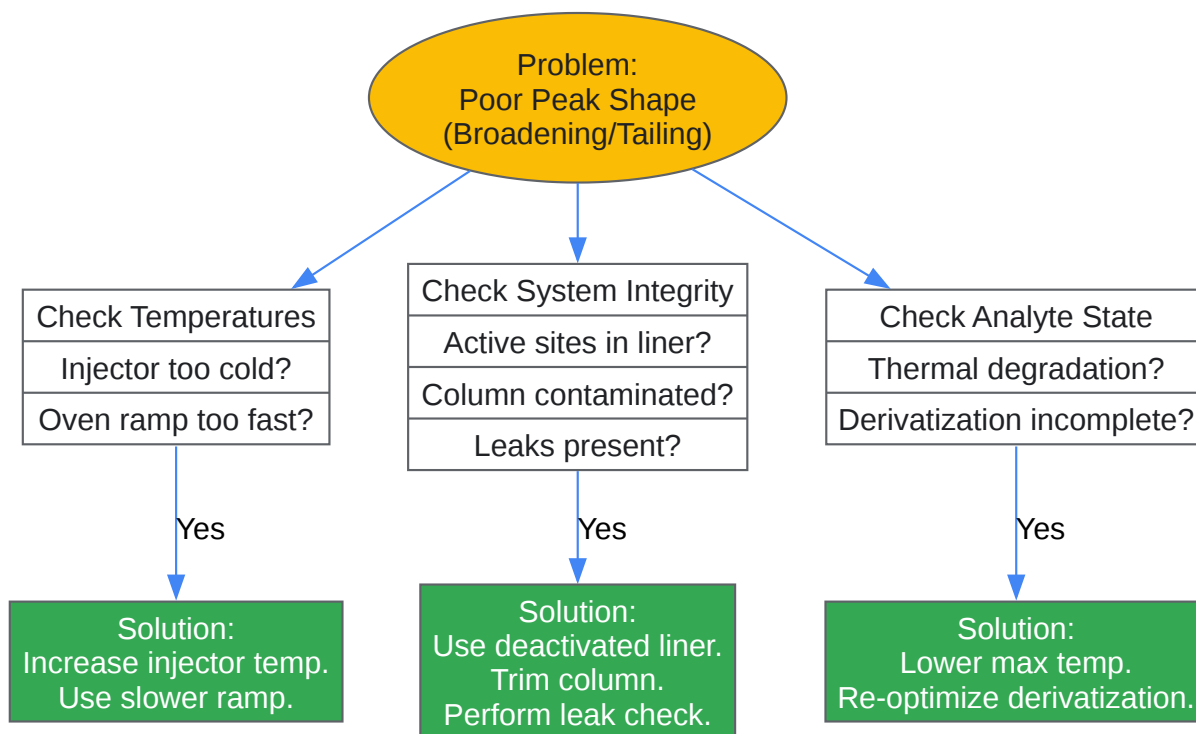 Problem:
Poor Peak Shape
(Broadening/Tailing)
Check Temperatures
Injector too cold?
Oven ramp too fast?
Check System Integrity
Active sites in liner?
Column contaminated?
Leaks present?
Check Analyte State
Thermal degradation?
Derivatization incomplete?
Yes
Yes
Yes
Solution:
Increase injector temp.
Use slower ramp.
Solution:
Use deactivated liner.
Trim column.
Perform leak check.
Solution:
Lower max temp.
Re-optimize derivatization.